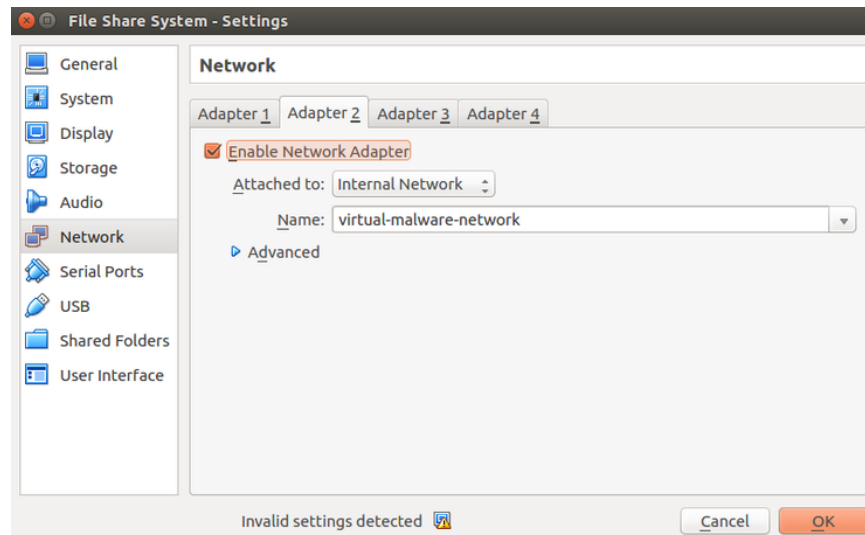 File Share System - Settings
General
System
Display
Storage
Audio
Network
Serial Ports
USB
Shared Folders
User Interface
Network
Adapter 1 Adapter 2 Adapter 3 Adapter 4
Enable Network Adapter
Attached to: Internal Network
Name: virtual-malware-network
Advanced
Invalid settings detected
Cancel OK